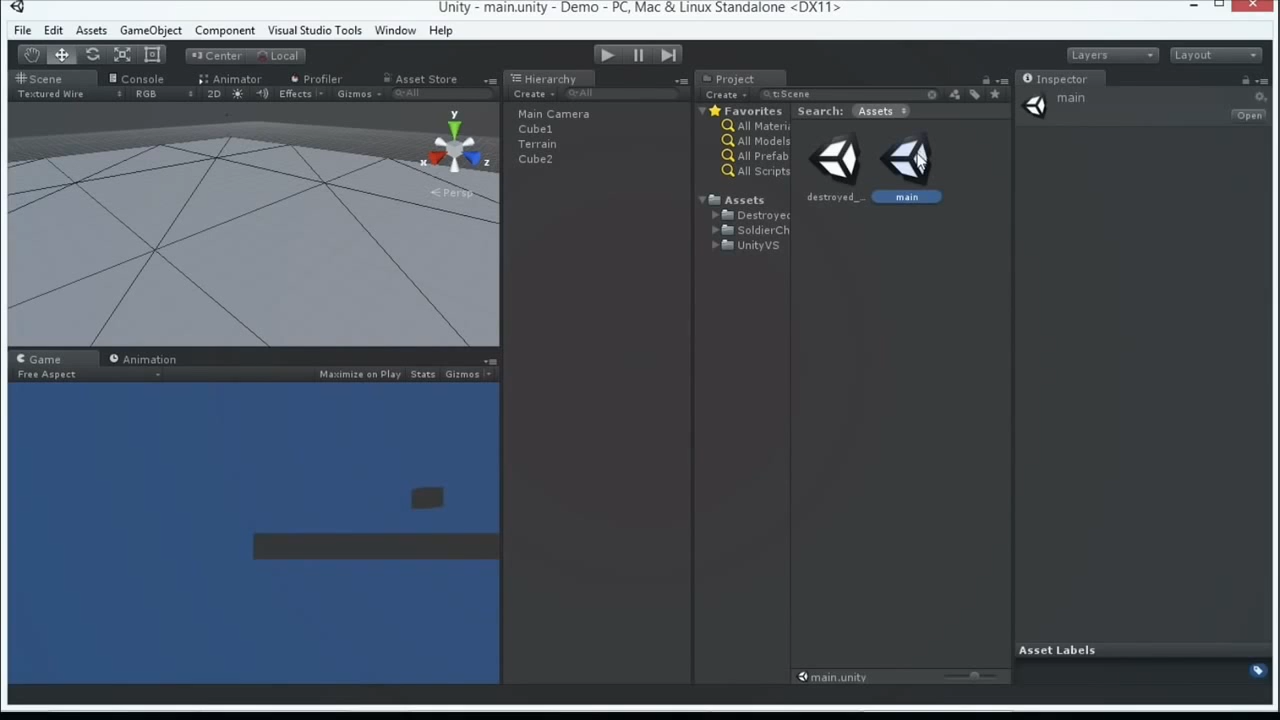 Unity - main.unity - Demo - PC, Mac & Linux Standalone <DX11>
File Edit Assets GameObject Component Visual Studio Tools Window Help
Center Local Layers Layout
Scene Console Animator Profiler Asset Store Hierarchy Project Inspector
Textured Wire RGB 2D Effects Gizmos All
Create All
Create t:Scene
main
Open
Search: Assets
Favorites
All Materi
All Models
All Prefab
All Scripts
Assets
Destroyed
SoldierCh
UnityVS
destroyed_... main
Main Camera
Cube1
Terrain
Cube2
y
x z
Persp
Game Animation
Free Aspect Maximize on Play Stats Gizmos
Asset Labels
main.unity